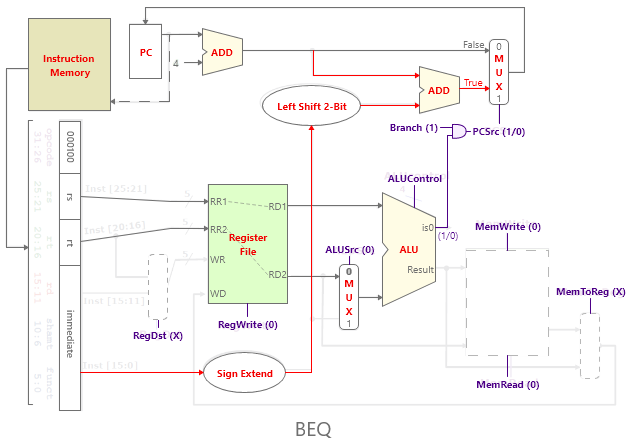 Instruction
Memory
PC
ADD
4
False
0
M
U
X
1
True
ADD
Left Shift 2-Bit
Branch (1)
PCSrc (1/0)
opcode
31:26
000100
rs
25:21
rs
Inst [25:21]
5
rt
20:16
rt
Inst [20:16]
5
rd
15:11
Inst [15:11]
5
shamt
10:6
funct
5:0
immediate
Inst [15:0]
RegDst (X)
RR1
RR2
WR
WD
RD1
RD2
Register
File
RegWrite (0)
Sign Extend
ALUSrc (0)
0
M
U
X
1
ALUControl
4
ALU
is0
(1/0)
Result
MemWrite (0)
MemRead (0)
MemToReg (X)
BEQ